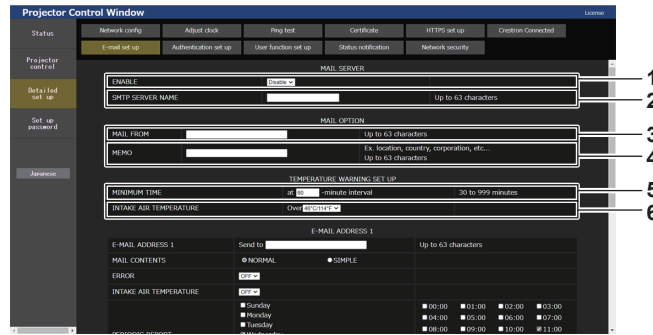 Projector Control Window
License
Status
Projector control
Detailed set up
Set up password
Japanese
Network config
Adjust clock
Ping test
Certificate
HTTPS set up
Crestron Connected
E-mail set up
Authentication set up
User function set up
Status notification
Network security
MAIL SERVER
ENABLE Disable
SMTP SERVER NAME Up to 63 characters
MAIL OPTION
MAIL FROM Up to 63 characters
MEMO Ex. location, country, corporation, etc...
Up to 63 characters
TEMPERATURE WARNING SET UP
MINIMUM TIME at 60 -minute interval 30 to 999 minutes
INTAKE AIR TEMPERATURE Over 46°C/114°F
E-MAIL ADDRESS 1
E-MAIL ADDRESS 1 Send to Up to 63 characters
MAIL CONTENTS NORMAL SIMPLE
ERROR OFF
INTAKE AIR TEMPERATURE OFF
Sunday 00:00 01:00 02:00 03:00
Monday 04:00 05:00 06:00 07:00
Tuesday 08:00 09:00 10:00 11:00
PERIODIC REPORT Wednesday
1
2
3
4
5
6